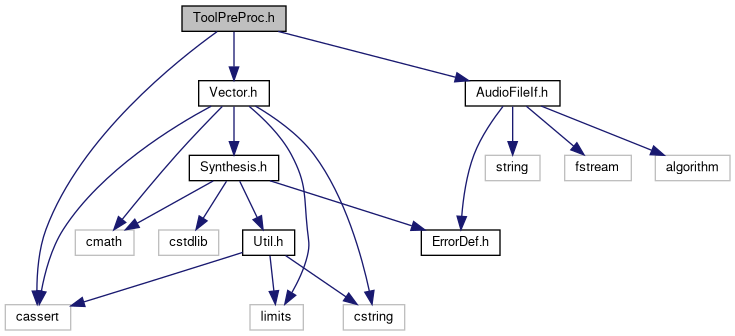 ToolPreProc.h
Vector.h
AudioFileIf.h
Synthesis.h
string
fstream
algorithm
cmath
cstdlib
Util.h
ErrorDef.h
cassert
limits
cstring